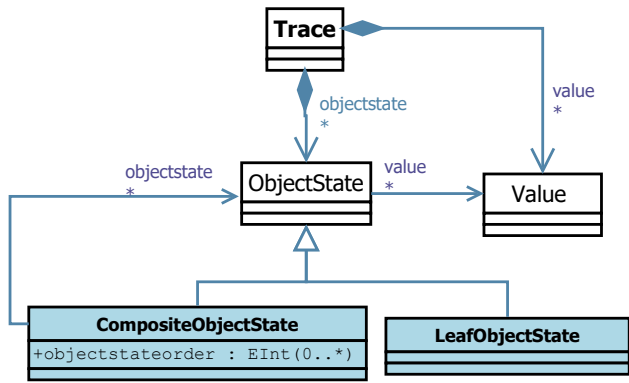 Trace
objectstate
*
value
*
objectstate
*
ObjectState
value
*
Value
CompositeObjectState
+objectstateorder : EInt(0..*)
LeafObjectState